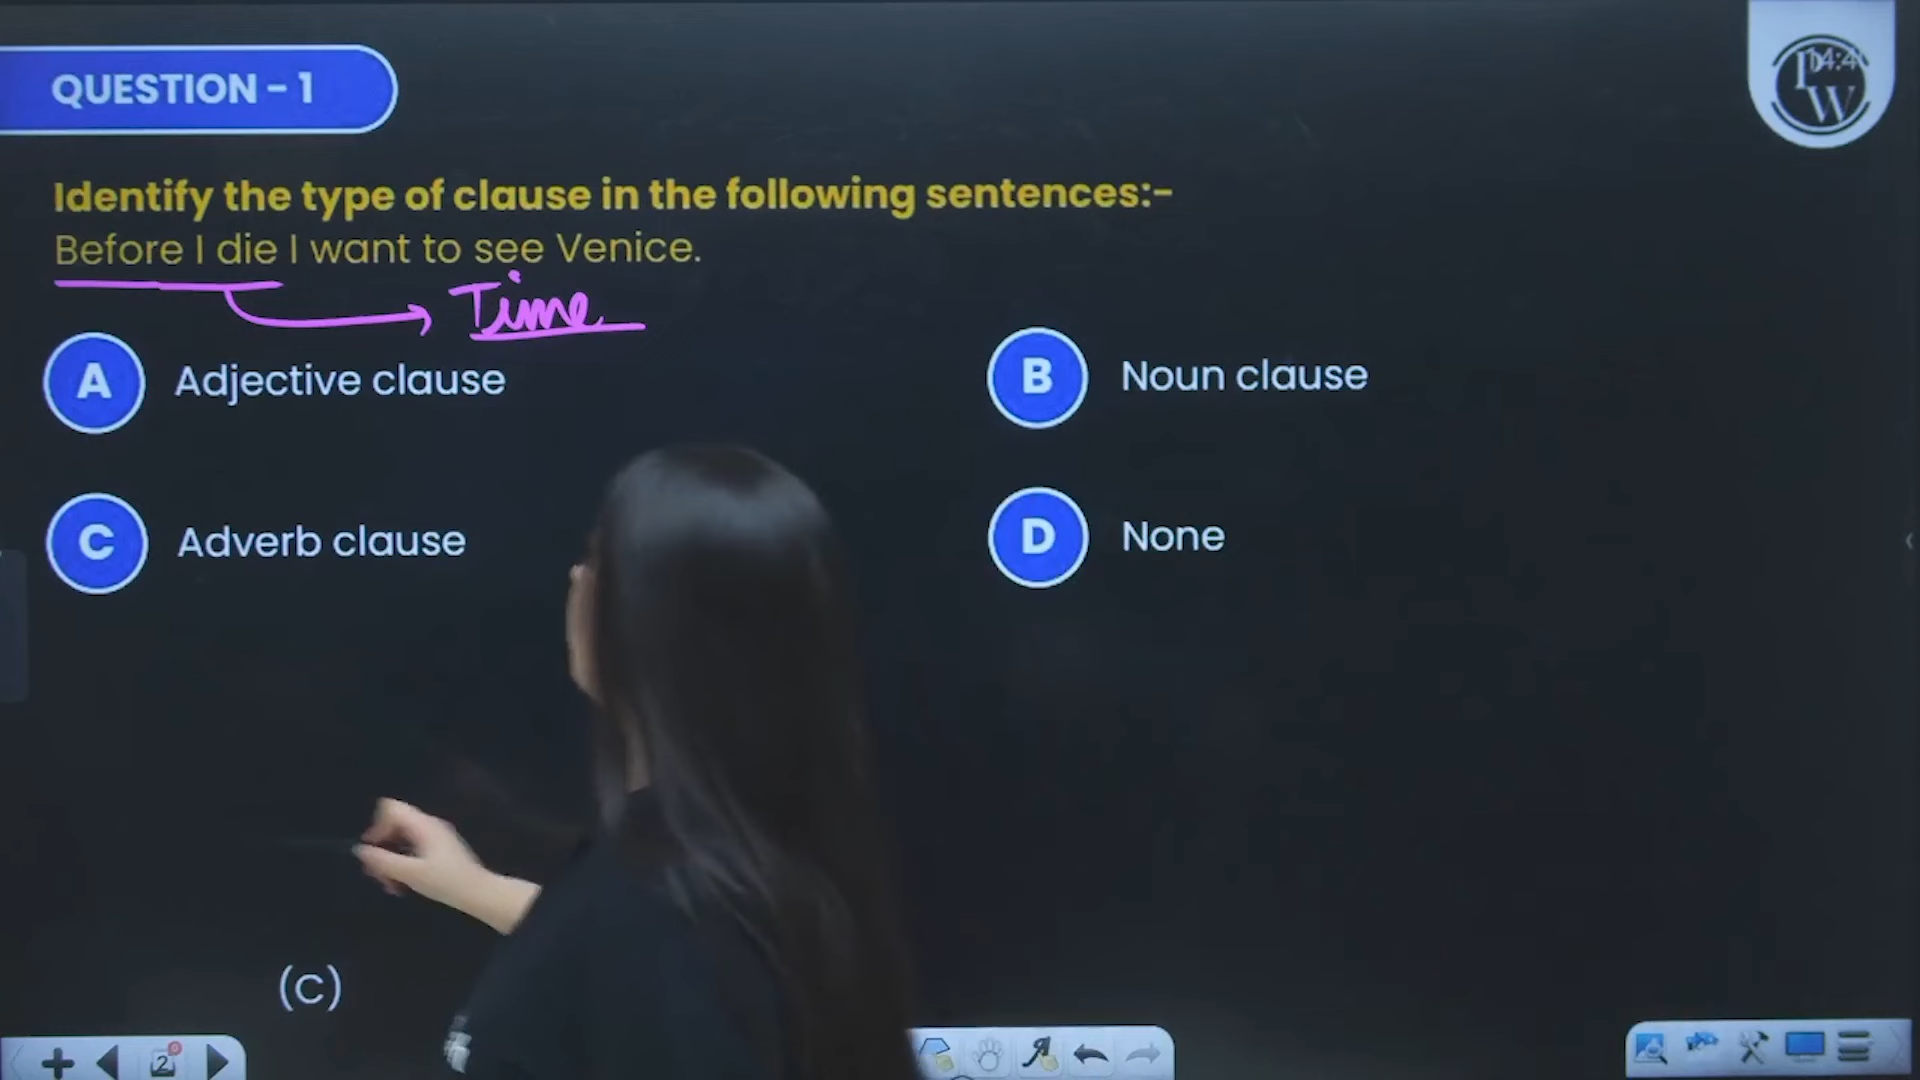 QUESTION - 1
Identify the type of clause in the following sentences:-
Before I die I want to see Venice.
Time
A Adjective clause
B Noun clause
C Adverb clause
D None
(C)
2